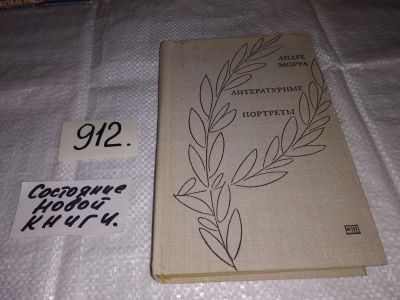 912.
Состояние
Новой
книги.
АНДРЕ
МОРУА
ЛИТЕРАТУРНЫЕ
ПОРТРЕТЫ